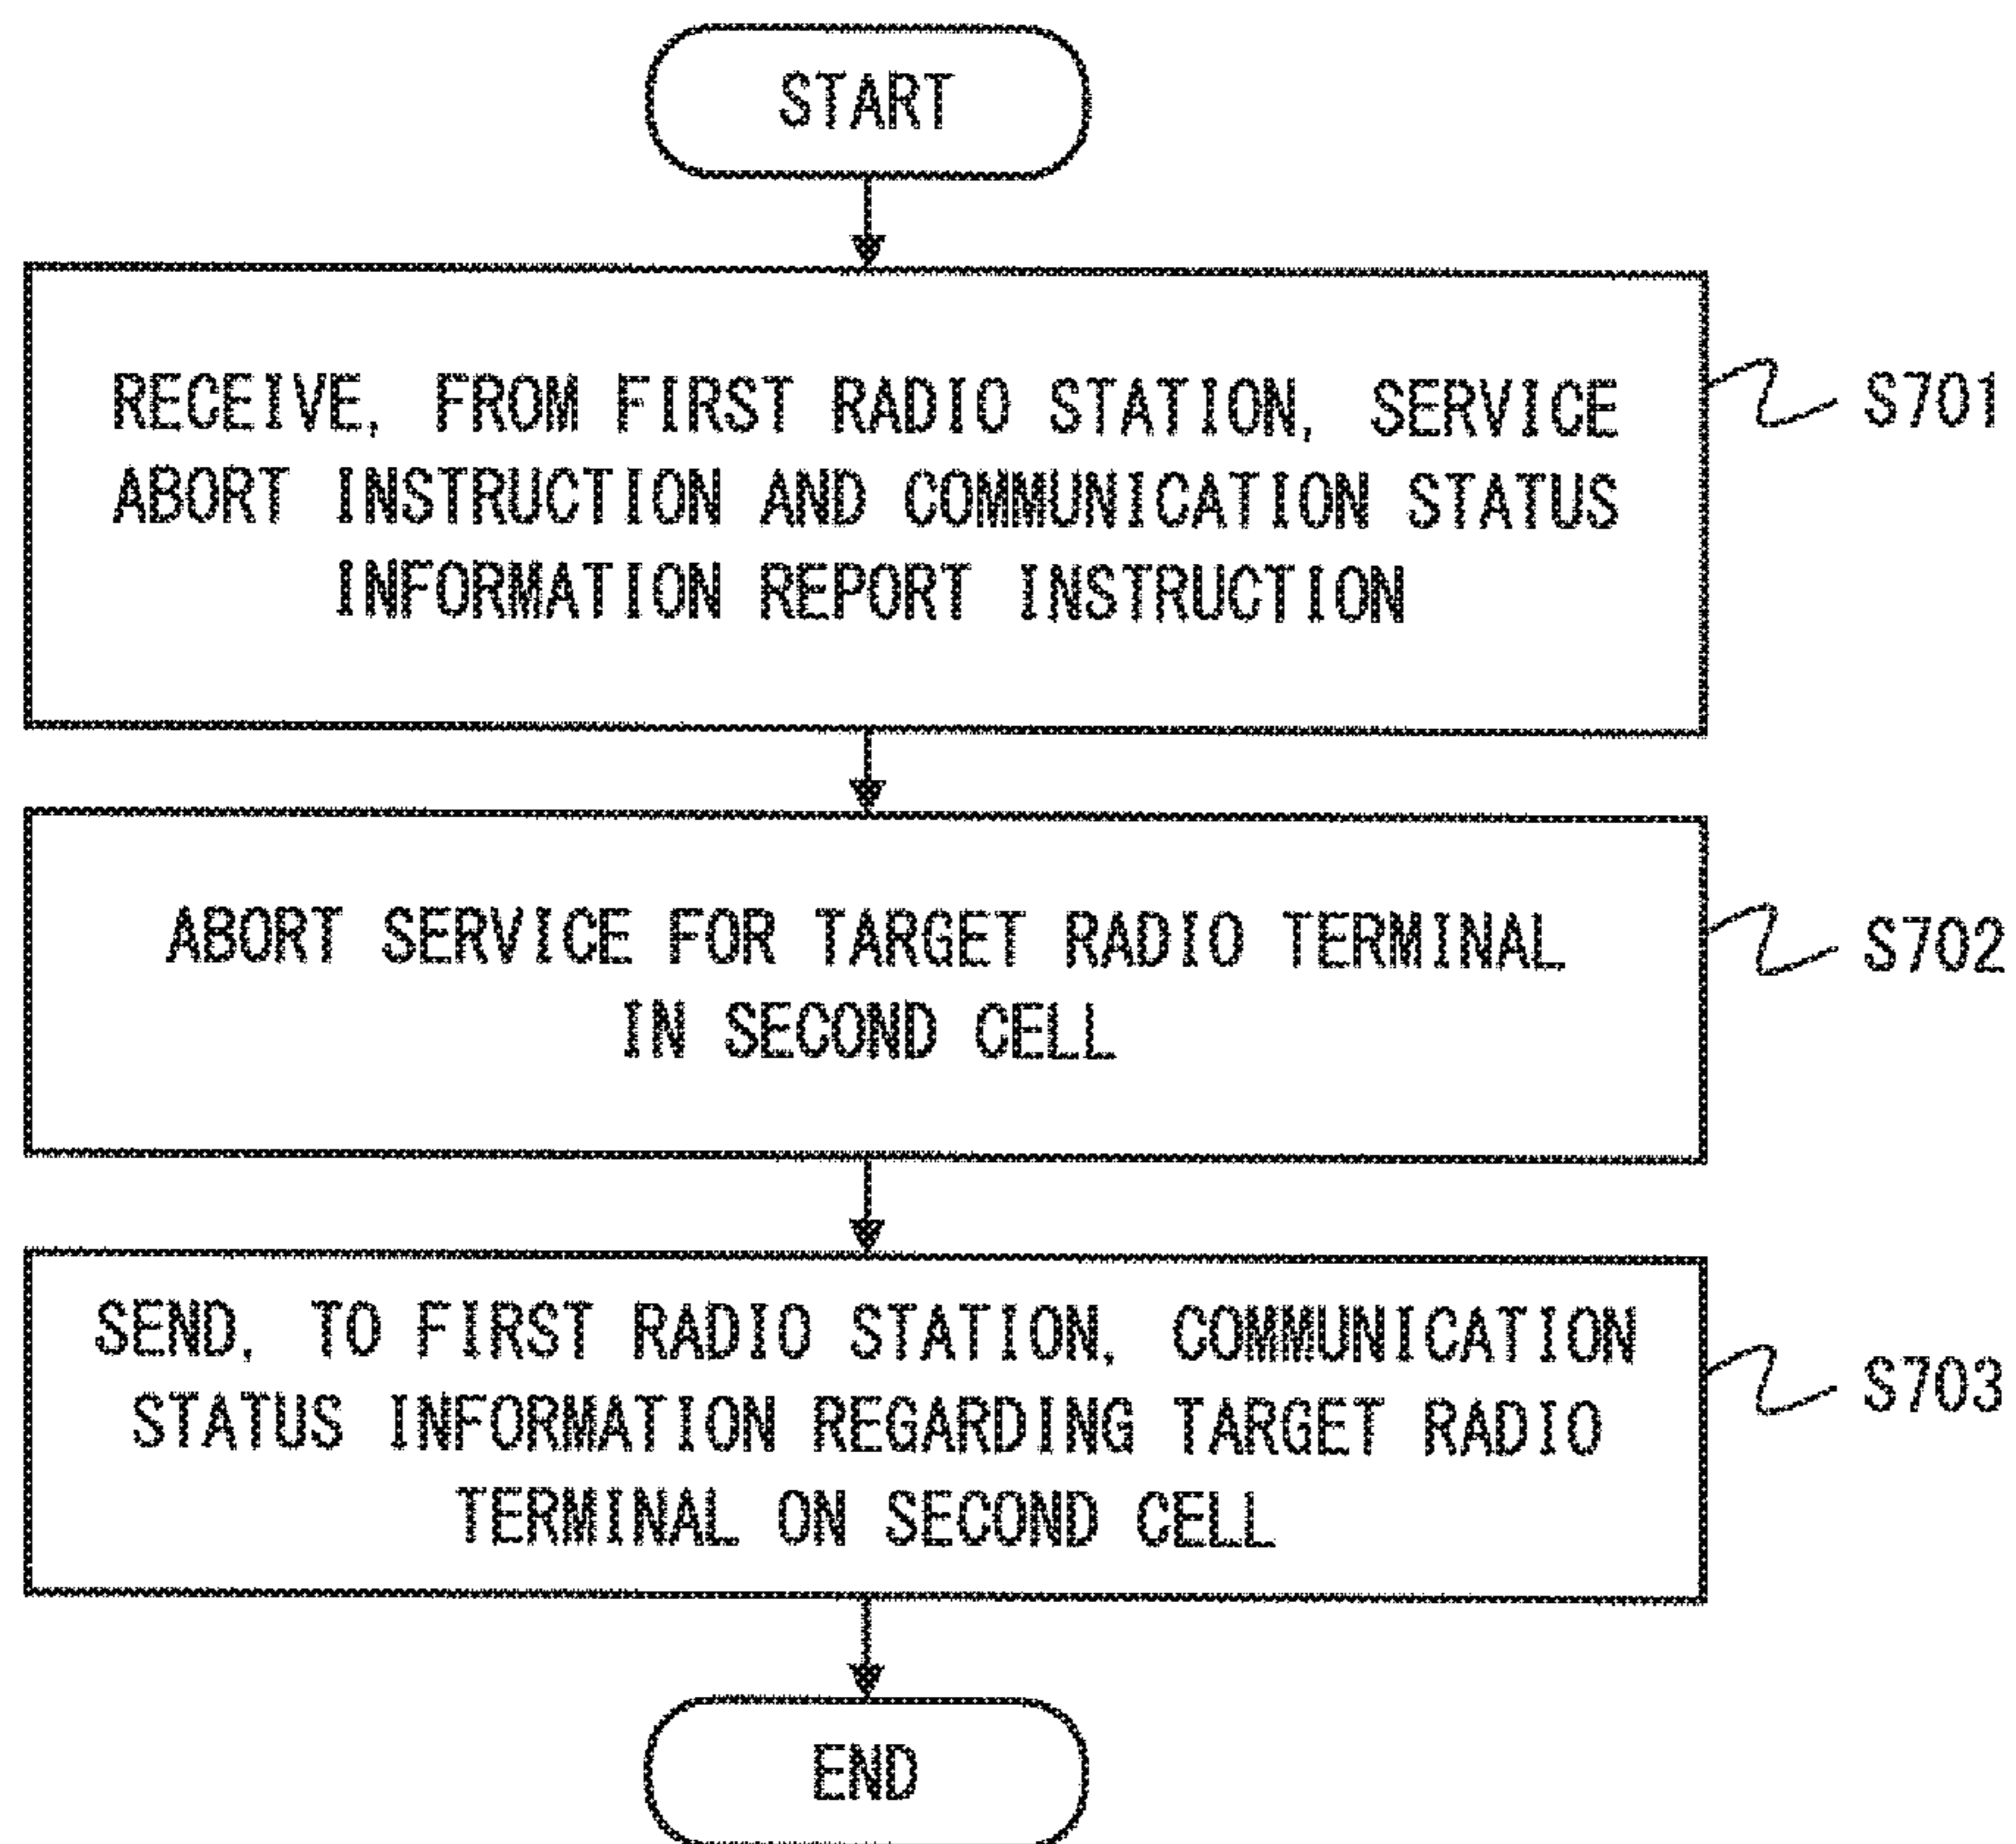 START
RECEIVE, FROM FIRST RADIO STATION, SERVICE
ABORT INSTRUCTION AND COMMUNICATION STATUS
INFORMATION REPORT INSTRUCTION
S701
ABORT SERVICE FOR TARGET RADIO TERMINAL
IN SECOND CELL
S702
SEND, TO FIRST RADIO STATION, COMMUNICATION
STATUS INFORMATION REGARDING TARGET RADIO
TERMINAL ON SECOND CELL
S703
END